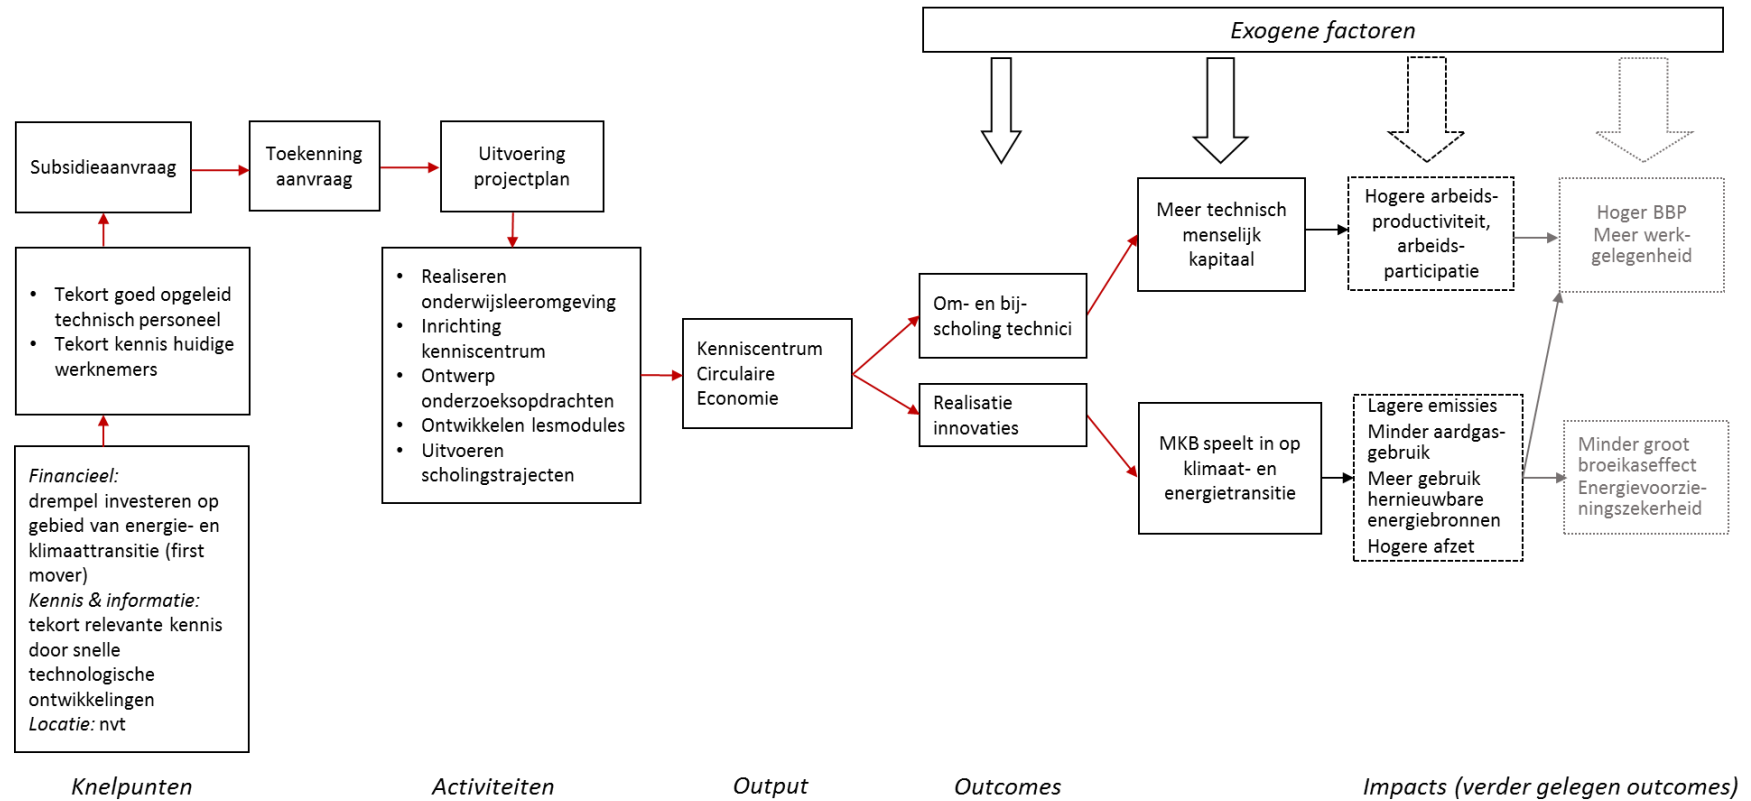 Exogene factoren
Subsidieaanvraag
Toekenning
aanvraag
Uitvoering
projectplan
• Tekort goed opgeleid
technisch personeel
• Tekort kennis huidige
werknemers
Financieel:
drempel investeren op
gebied van energie- en
klimaattransitie (first
mover)
Kennis & informatie:
tekort relevante kennis
door snelle
technologische
ontwikkelingen
Locatie: nvt
• Realiseren
onderwijsleeromgeving
• Inrichting
kenniscentrum
• Ontwerp
onderzoeksopdrachten
• Ontwikkelen lesmodules
• Uitvoeren
scholingstrajecten
Kenniscentrum
Circulaire
Economie
Om- en bij-
scholing technici
Realisatie
innovaties
Meer technisch
menselijk
kapitaal
MKB speelt in op
klimaat- en
energietransitie
Hogere arbeids-
productiviteit,
arbeids-
participatie
Lagere emissies
Minder aardgas-
gebruik
Meer gebruik
hernieuwbare
energiebronnen
Hogere afzet
Hoger BBP
Meer werk-
gelegenheid
Minder groot
broeikaseffect
Energievoorzie-
ningszekerheid
Knelpunten
Activiteiten
Output
Outcomes
Impacts (verder gelegen outcomes)